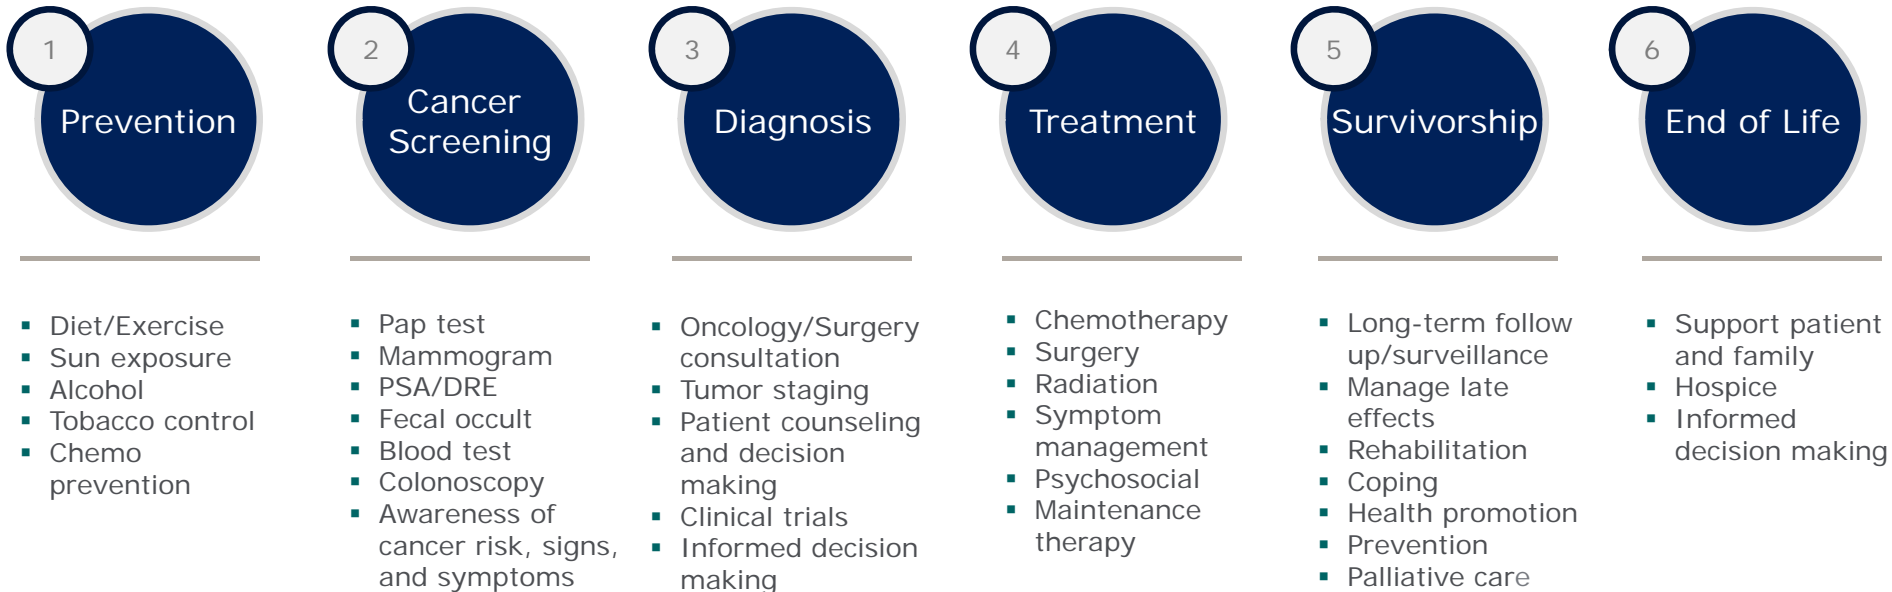 1
Prevention
2
Cancer
Screening
3
Diagnosis
4
Treatment
5
Survivorship
6
End of Life
▪ Diet/Exercise
▪ Sun exposure
▪ Alcohol
▪ Tobacco control
▪ Chemo
prevention
▪ Pap test
▪ Mammogram
▪ PSA/DRE
▪ Fecal occult
▪ Blood test
▪ Colonoscopy
▪ Awareness of
cancer risk, signs,
and symptoms
▪ Oncology/Surgery
consultation
▪ Tumor staging
▪ Patient counseling
and decision
making
▪ Clinical trials
▪ Informed decision
making
▪ Chemotherapy
▪ Surgery
▪ Radiation
▪ Symptom
management
▪ Psychosocial
▪ Maintenance
therapy
▪ Long-term follow
up/surveillance
▪ Manage late
effects
▪ Rehabilitation
▪ Coping
▪ Health promotion
▪ Prevention
▪ Palliative care
▪ Support patient
and family
▪ Hospice
▪ Informed
decision making